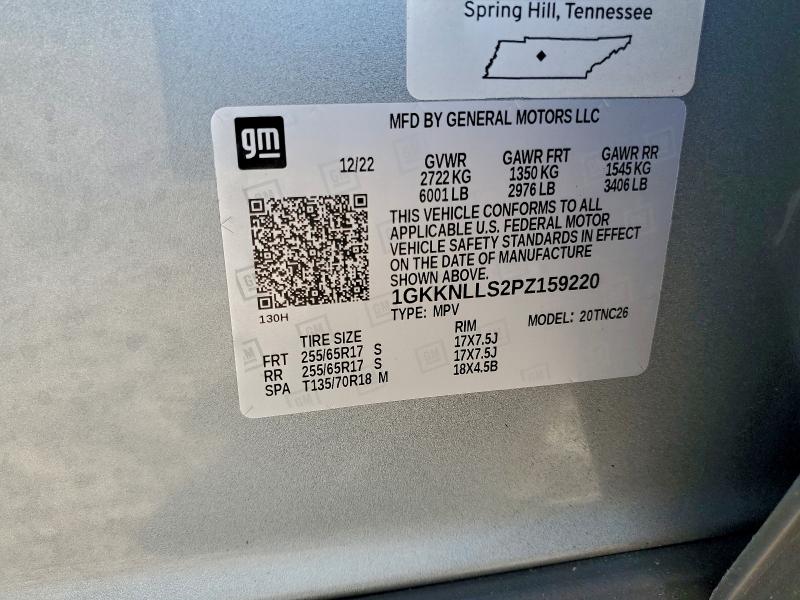 Spring Hill, Tennessee
gm
MFD BY GENERAL MOTORS LLC
12/22
GVWR GAWR FRT GAWR RR
2722 KG 1350 KG 1545 KG
6001 LB 2976 LB 3406 LB
THIS VEHICLE CONFORMS TO ALL
APPLICABLE U.S. FEDERAL MOTOR
VEHICLE SAFETY STANDARDS IN EFFECT
ON THE DATE OF MANUFACTURE
SHOWN ABOVE.
1GKKNLLS2PZ159220
130H
TYPE: MPV MODEL: 20TNC26
TIRE SIZE RIM
FRT 255/65R17 S 17X7.5J
RR 255/65R17 S 17X7.5J
SPA T135/70R18 M 18X4.5B